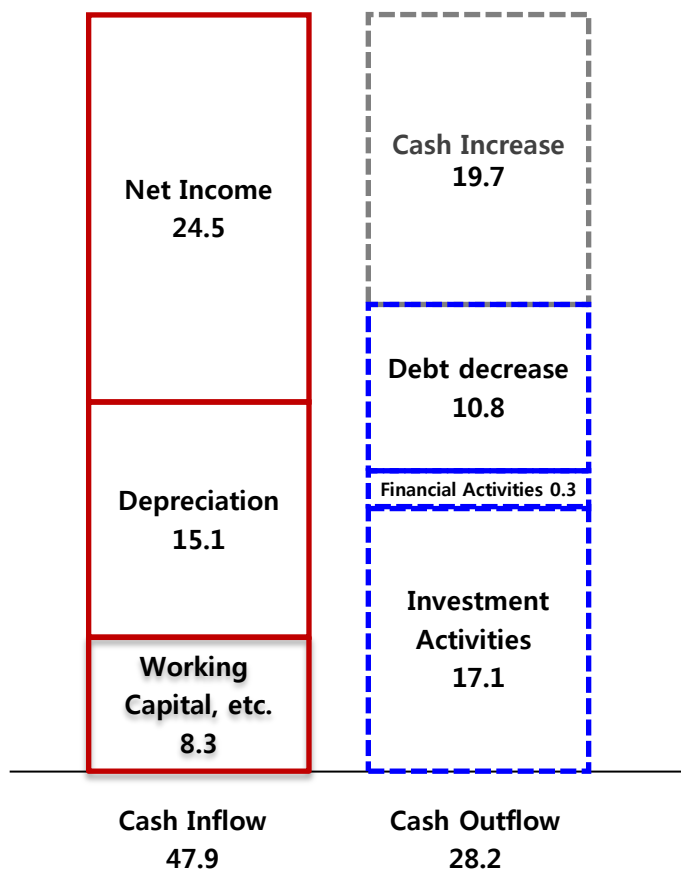 Net Income
24.5
Depreciation
15.1
Working
Capital, etc.
8.3
Cash Inflow
47.9
Cash Increase
19.7
Debt decrease
10.8
Financial Activities 0.3
Investment
Activities
17.1
Cash Outflow
28.2